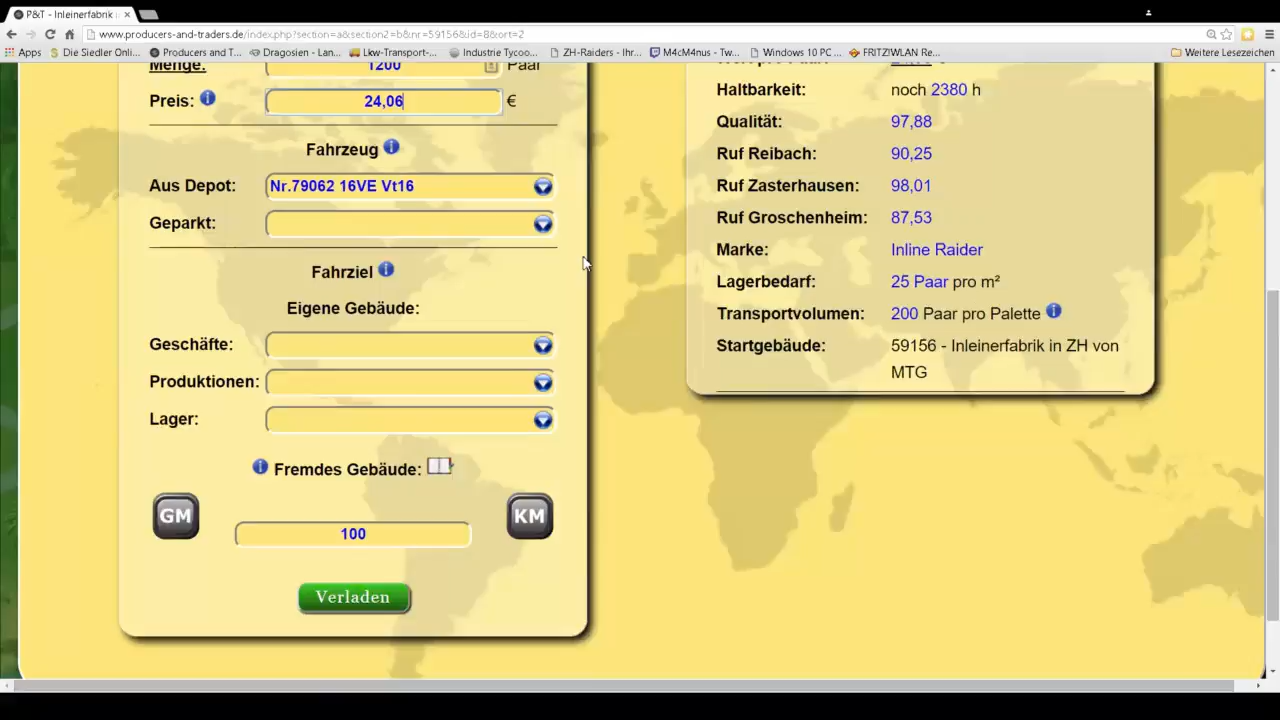 P&T - Inleinerfabrik
www.producers-and-traders.de/index.php?section=a&section2=b&nr=59156&id=8&ort=2
Apps S Die Siedler Onli... Producers and T... Dragosien - Lan... Lkw-Transport-... Industrie Tycoo... ZH-Raiders - Ihr... M4cM4nus - Tw... Windows 10 PC ... FRITZ!WLAN Re... Weitere Lesezeichen
Menge: 1200 Paar
Preis: 24,06 €
Fahrzeug
Aus Depot: Nr.79062 16VE Vt16
Geparkt:
Fahrziel
Eigene Gebäude:
Geschäfte:
Produktionen:
Lager:
Fremdes Gebäude:
GM 100 KM
Verladen
Haltbarkeit: noch 2380 h
Qualität: 97,88
Ruf Reibach: 90,25
Ruf Zasterhausen: 98,01
Ruf Groschenheim: 87,53
Marke: Inline Raider
Lagerbedarf: 25 Paar pro m²
Transportvolumen: 200 Paar pro Palette
Startgebäude: 59156 - Inleinerfabrik in ZH von
MTG